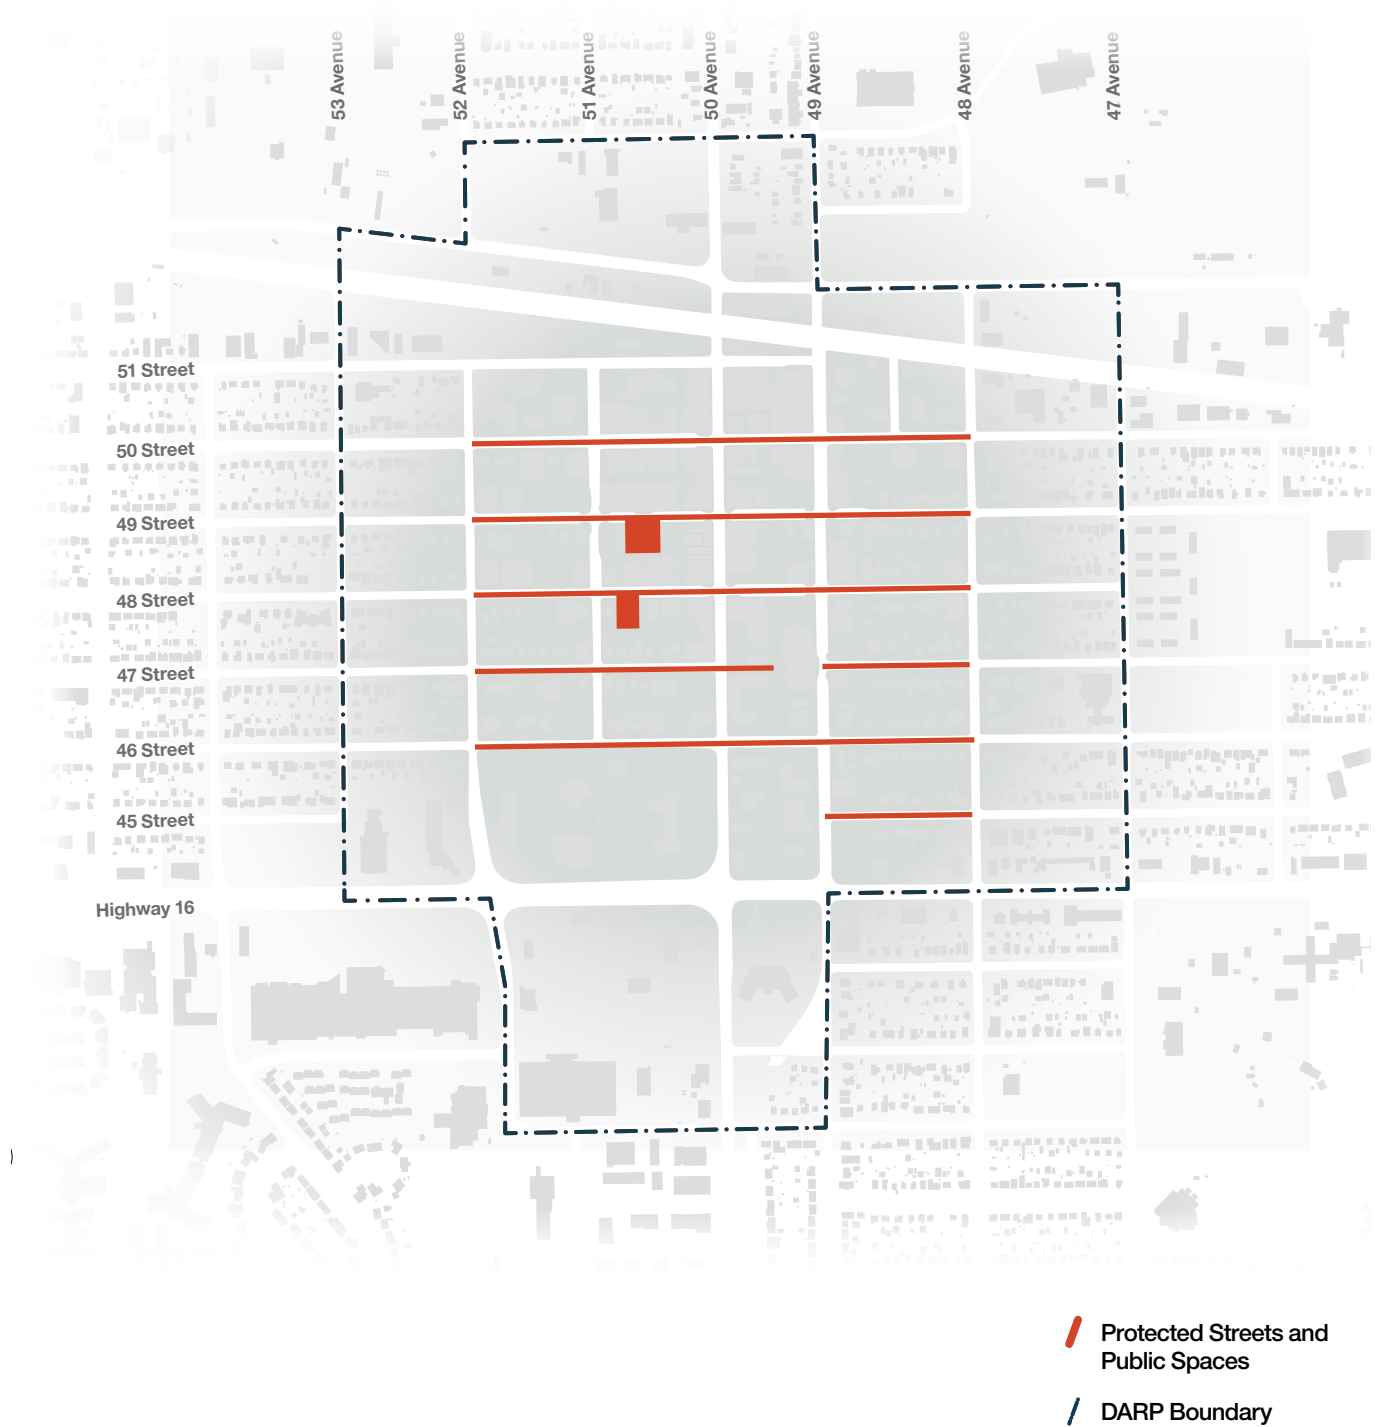 53 Avenue
52 Avenue
51 Avenue
50 Avenue
49 Avenue
48 Avenue
47 Avenue
51 Street
50 Street
49 Street
48 Street
47 Street
46 Street
45 Street
Highway 16
)
Protected Streets and
Public Spaces
DARP Boundary